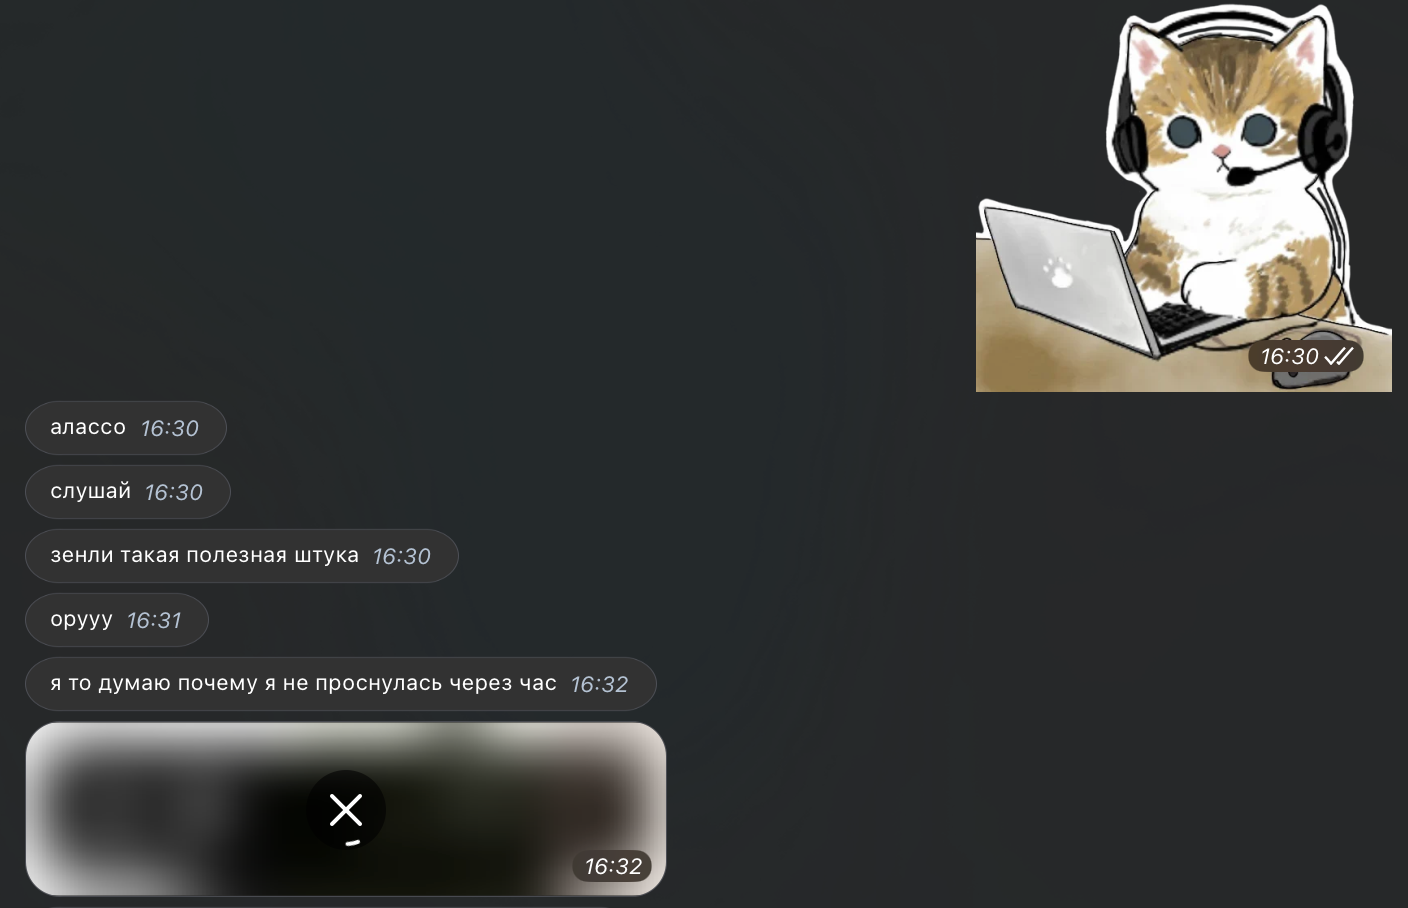 16:30
алассо 16:30
слушай 16:30
зенли такая полезная штука 16:30
орууу 16:31
я то думаю почему я не проснулась через час 16:32
16:32